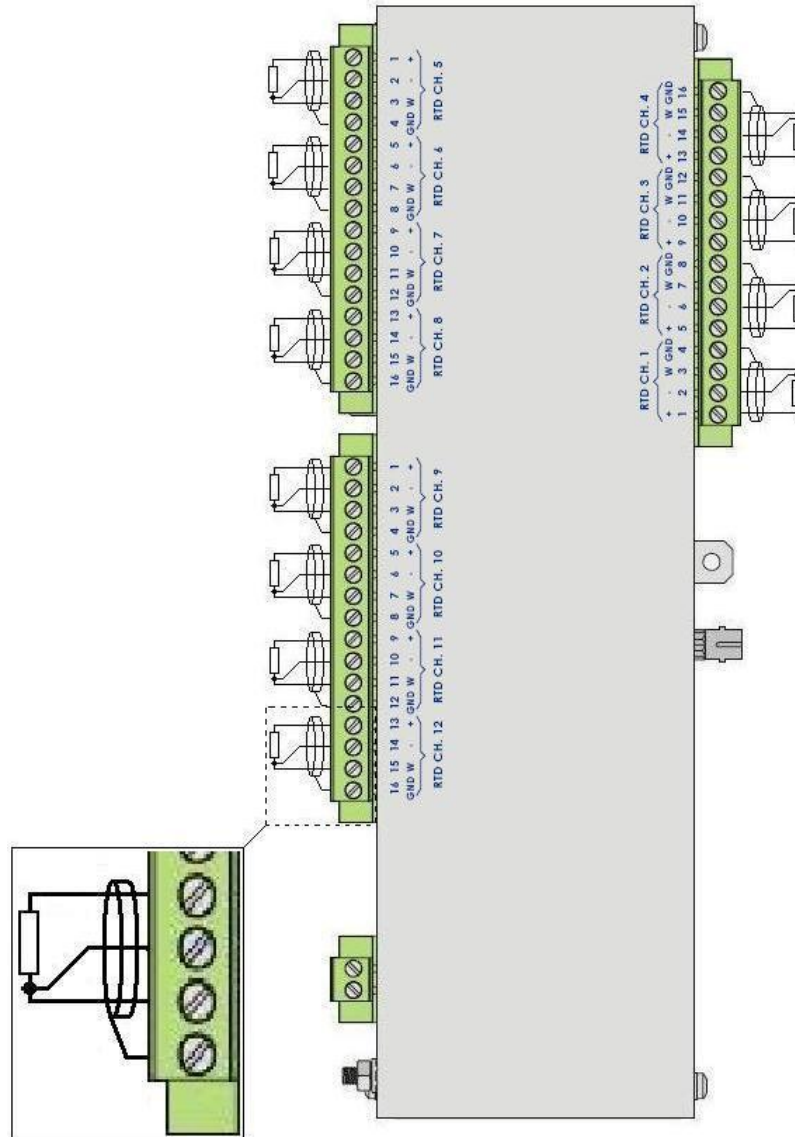 16 15 14 13 12 11 10 9 8 7 6 5 4 3 2 1
GND W - + GND W - + GND W - + GND W - +
RTD CH. 12 RTD CH. 11 RTD CH. 10 RTD CH. 9
16 15 14 13 12 11 10 9 8 7 6 5 4 3 2 1
GND W - + GND W - + GND W - + GND W - +
RTD CH. 8 RTD CH. 7 RTD CH. 6 RTD CH. 5
RTD CH. 1 RTD CH. 2 RTD CH. 3 RTD CH. 4
+ - W GND + - W GND + - W GND + - W GND
1 2 3 4 5 6 7 8 9 10 11 12 13 14 15 16